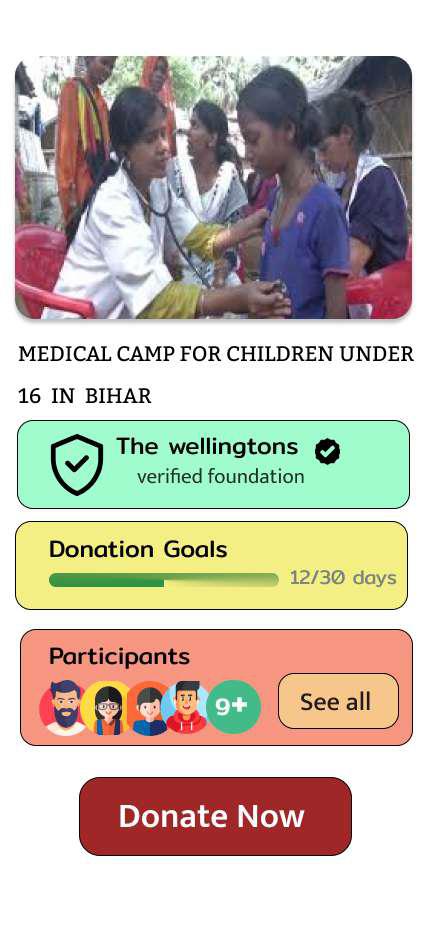 MEDICAL CAMP FOR CHILDREN UNDER
16 IN BIHAR
The wellingtons
verified foundation
Donation Goals
12/30 days
Participants
9+
See all
Donate Now